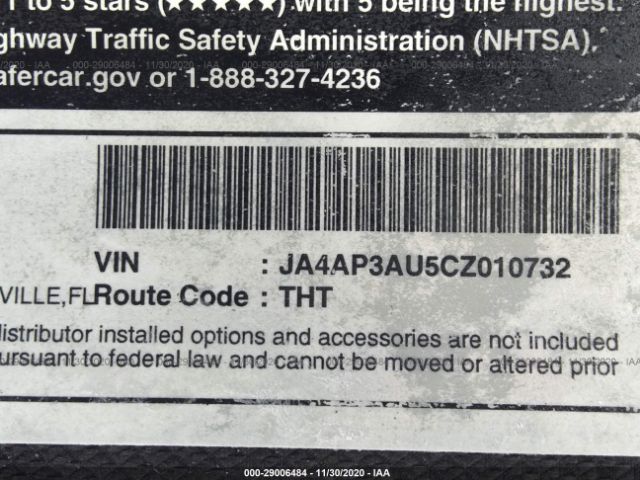 1 to 5 stars (★★★★★) with 5 being the highest.
ghway Traffic Safety Administration (NHTSA).
afercar.gov or 1-888-327-4236
VIN : JA4AP3AU5CZ010732
VILLE,FL Route Code : THT
distributor installed options and accessories are not included
ursuant to federal law and cannot be moved or altered prior
000-29006484 - 11/30/2020 - IAA